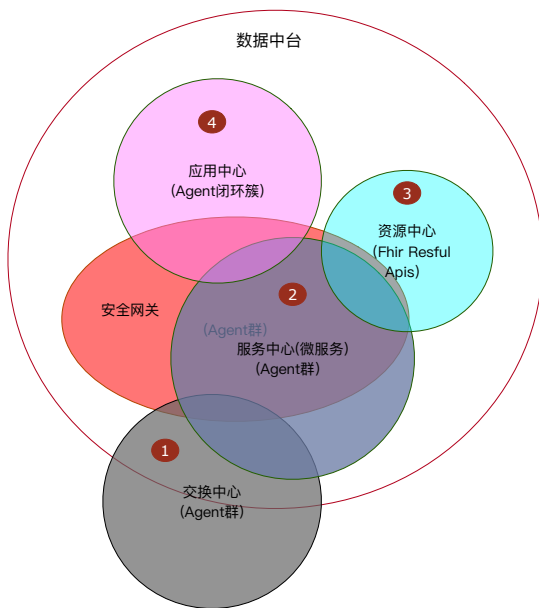 数据中台
4
应用中心
(Agent闭环簇)
3
资源中心
(Fhir Resful
Apis)
2
安全网关
(Agent群)
服务中心(微服务)
(Agent群)
1
交换中心
(Agent群)